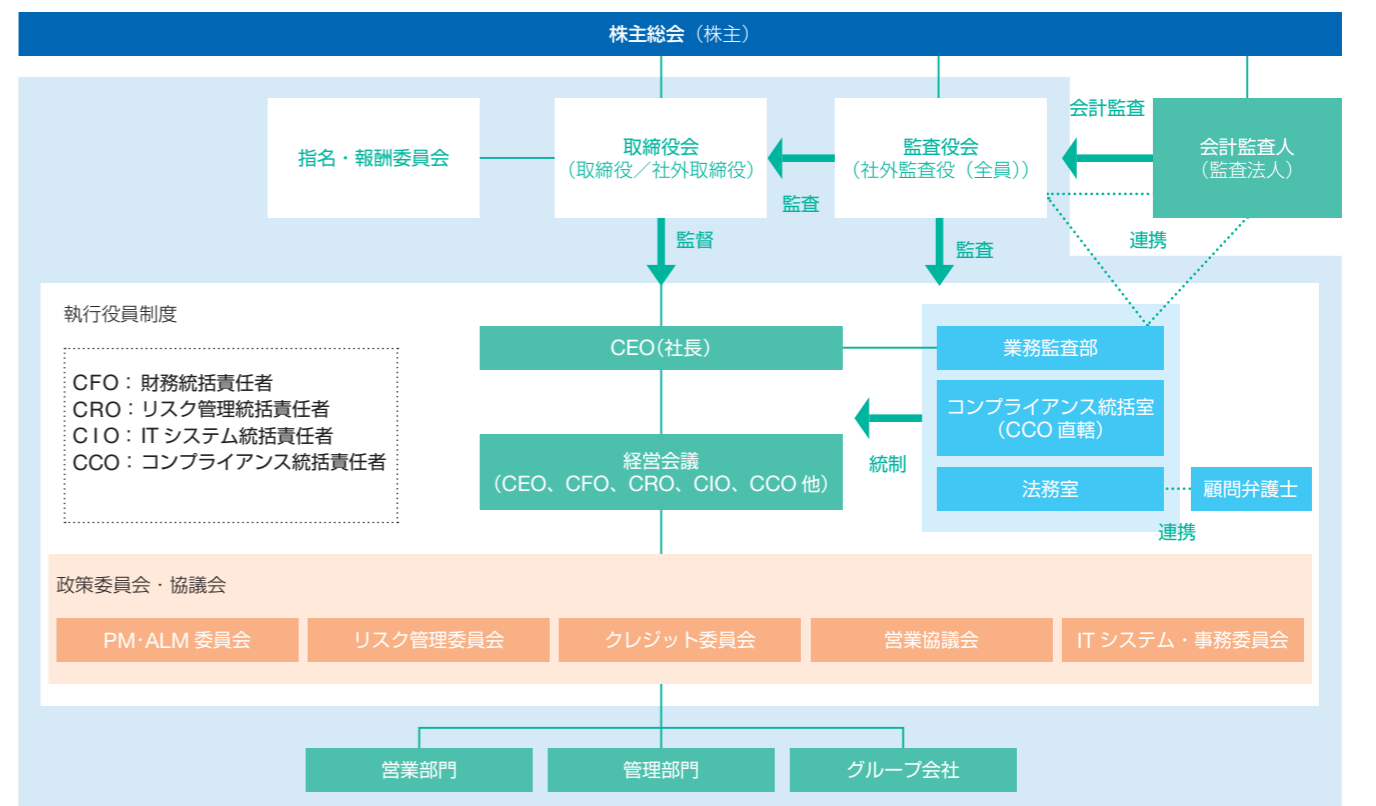 株主総会（株主）
会計監査
指名・報酬委員会
取締役会
（取締役／社外取締役）
監査役会
（社外監査役（全員））
会計監査人
（監査法人）
監査
監督
監査
連携
執行役員制度
CFO：財務統括責任者
CRO：リスク管理統括責任者
CIO：ITシステム統括責任者
CCO：コンプライアンス統括責任者
CEO（社長）
業務監査部
コンプライアンス統括室
（CCO 直轄）
統制
経営会議
（CEO、CFO、CRO、CIO、CCO 他）
法務室
顧問弁護士
連携
政策委員会・協議会
PM･ALM 委員会
リスク管理委員会
クレジット委員会
営業協議会
IT システム・事務委員会
営業部門
管理部門
グループ会社